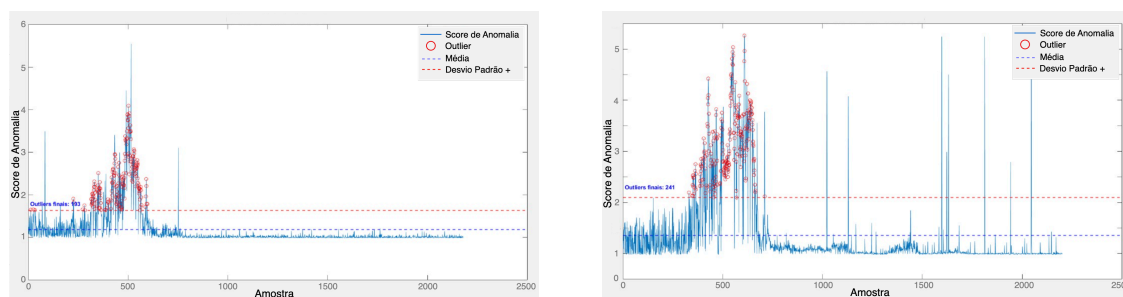 6
5
4
3
2
1
0
0
500
1000
1500
2000
2500
Score de Anomalia
Amostra
Score de Anomalia
Outlier
Média
Desvio Padrão +
Outliers finais: 193
5
4
3
2
1
0
0
500
1000
1500
2000
2500
Score de Anomalia
Amostra
Score de Anomalia
Outlier
Média
Desvio Padrão +
Outliers finais: 241